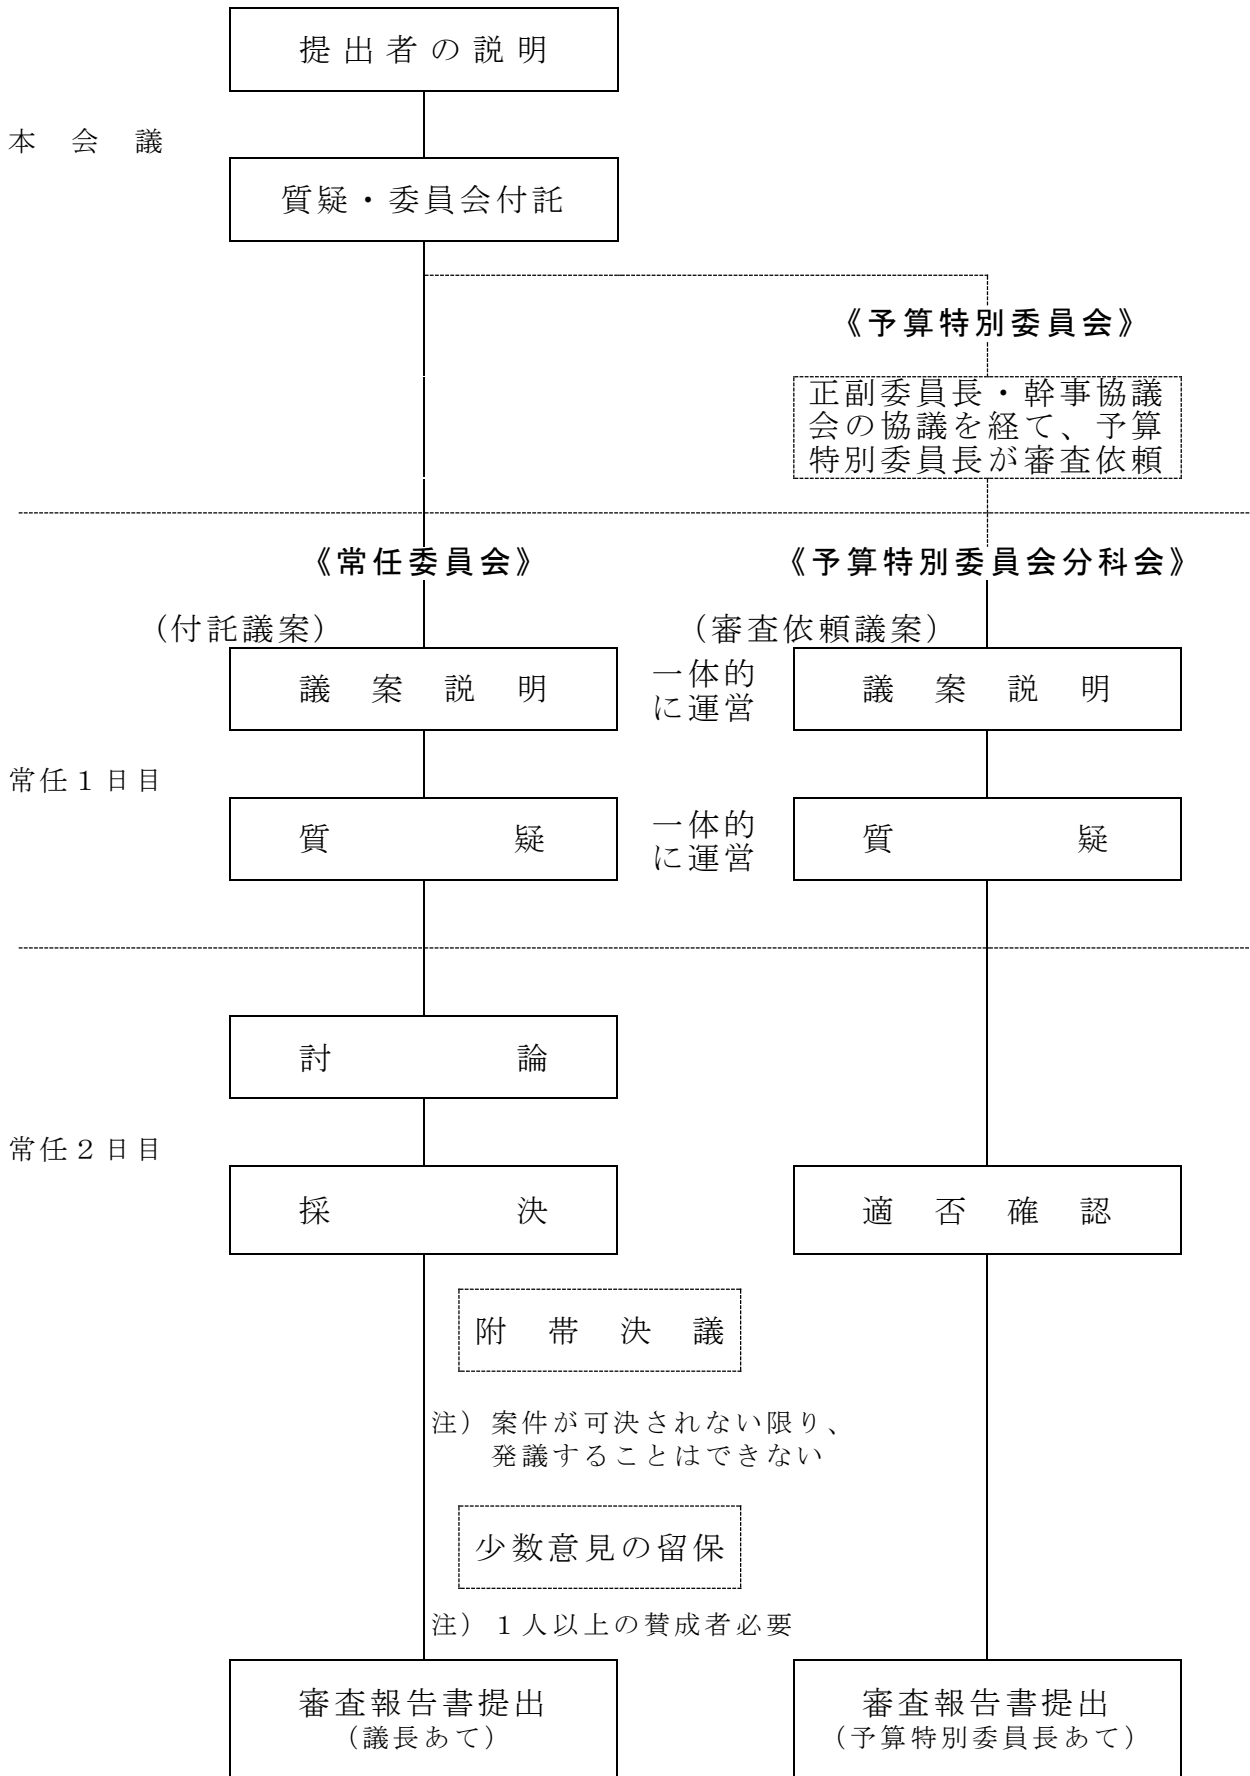 提出者の説明
本会議
質疑・委員会付託
《予算特別委員会》
正副委員長・幹事協議
会の協議を経て、予算
特別委員長が審査依頼
《常任委員会》
《予算特別委員会分科会》
（付託議案）
（審査依頼議案）
議案説明
一体的
に運営
議案説明
常任１日目
質疑
一体的
に運営
質疑
討論
常任２日目
採決
適否確認
附帯決議
注）案件が可決されない限り、
発議することはできない
少数意見の留保
注）１人以上の賛成者必要
審査報告書提出
（議長あて）
審査報告書提出
（予算特別委員長あて）